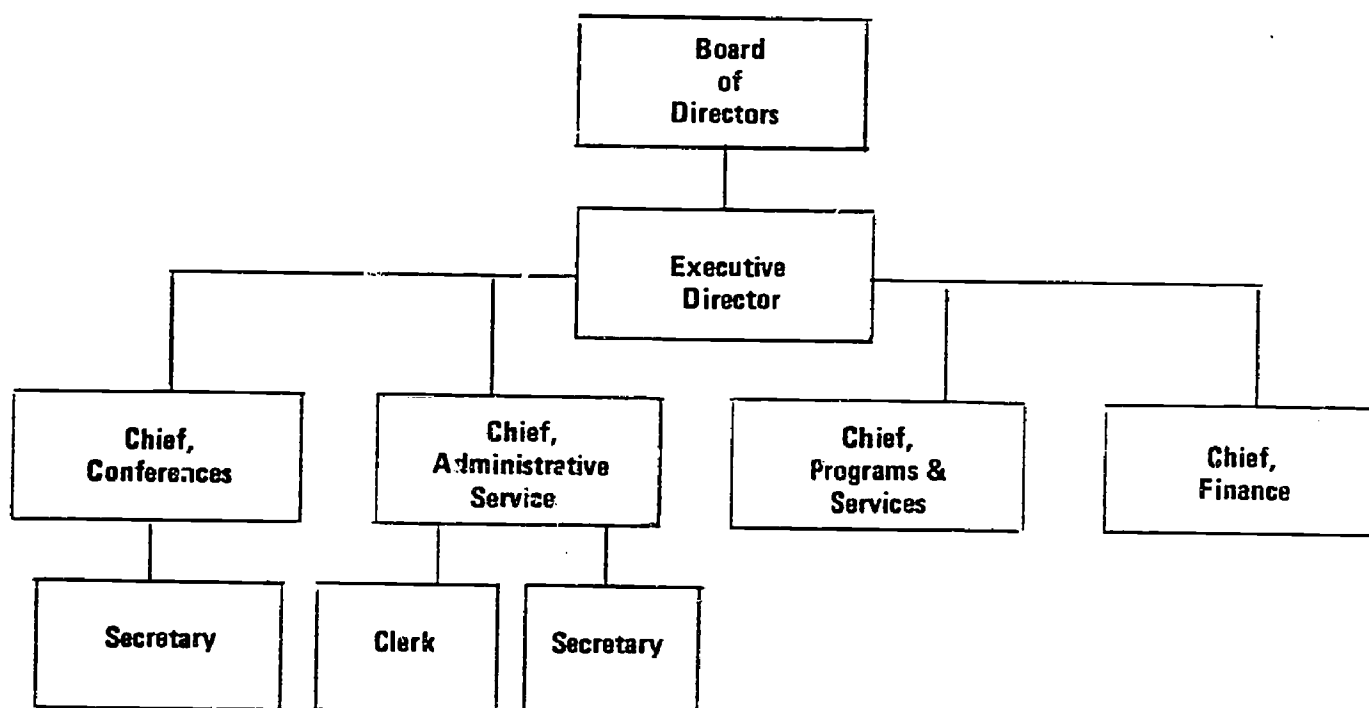 Board
of
Directors
Executive
Director
Chief,
Conferences
Chief,
Administrative
Service
Chief,
Programs &
Services
Chief,
Finance
Secretary
Clerk
Secretary